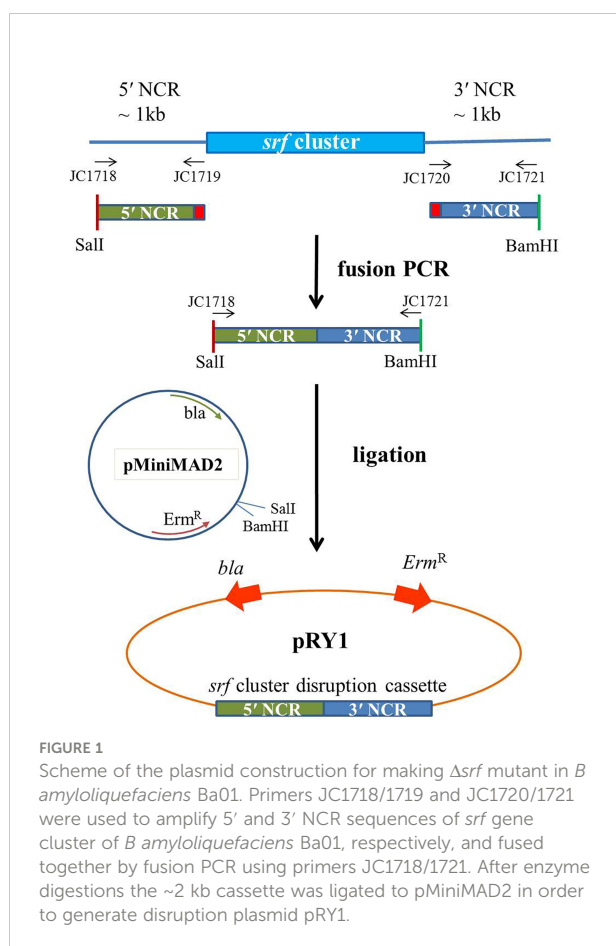 5′ NCR
~ 1kb
3′ NCR
~ 1kb
srf cluster
JC1718
JC1719
JC1720
JC1721
5′ NCR
3′ NCR
SalI
BamHI
fusion PCR
JC1718
JC1721
5′ NCR
3′ NCR
SalI
BamHI
bla
pMiniMAD2
ligation
SalI
BamHI
Erm^R
bla
Erm^R
pRY1
srf cluster disruption cassette
5′ NCR
3′ NCR
FIGURE 1
Scheme of the plasmid construction for making Δsrf mutant in B
amyloliquefaciens Ba01. Primers JC1718/1719 and JC1720/1721
were used to amplify 5′ and 3′ NCR sequences of srf gene
cluster of B amyloliquefaciens Ba01, respectively, and fused
together by fusion PCR using primers JC1718/1721. After enzyme
digestions the ~2 kb cassette was ligated to pMiniMAD2 in order
to generate disruption plasmid pRY1.